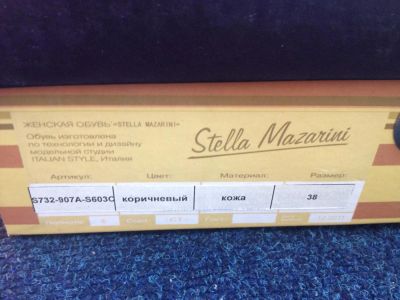 ЖЕНСКАЯ ОБУВЬ «STELLA MAZARINI»
Обувь изготовлена
по технологии и дизайну
модельной студии
ITALIAN STYLE, Италия
Stella Mazarini
Артикул: Цвет: Материал: Размер:
S732-907A-S603C коричневый кожа 38